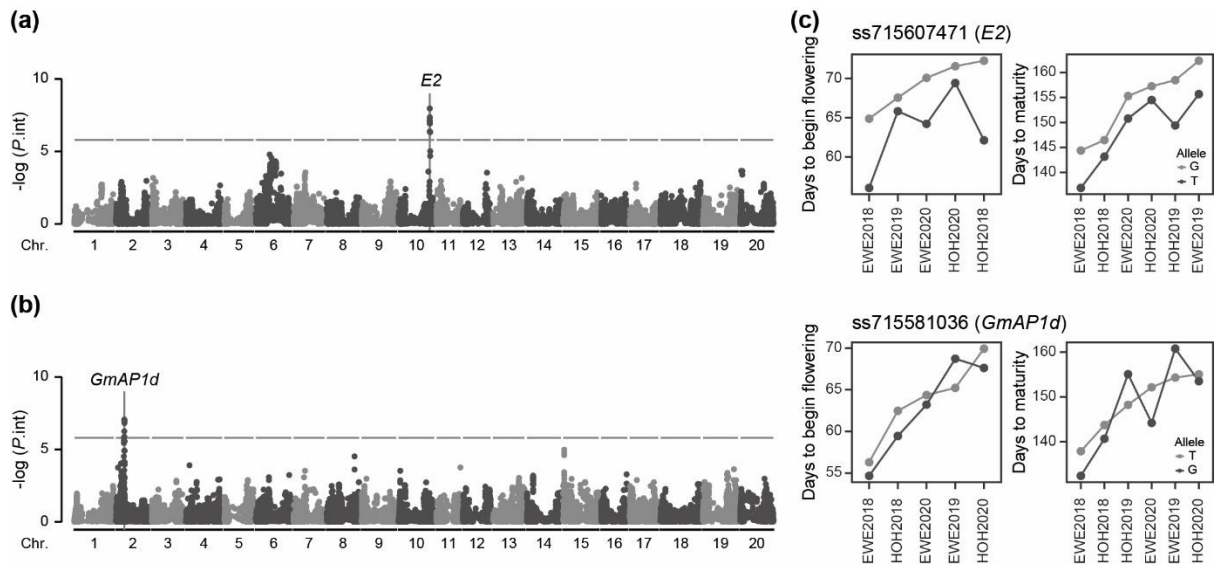 (a)
E2
10
5
0
-log (P.int)
Chr. 1 2 3 4 5 6 7 8 9 10 11 12 13 14 15 16 17 18 19 20
(b)
GmAP1d
10
5
0
-log (P.int)
Chr. 1 2 3 4 5 6 7 8 9 10 11 12 13 14 15 16 17 18 19 20
(c)
ss715607471 (E2)
Days to begin flowering
70
65
60
EWE2018
EWE2019
EWE2020
HOH2020
HOH2018
Days to maturity
160
155
150
145
140
Allele
G
T
EWE2018
HOH2018
EWE2020
HOH2020
HOH2019
EWE2019
ss715581036 (GmAP1d)
Days to begin flowering
70
65
60
55
EWE2018
HOH2018
EWE2020
EWE2019
HOH2020
Days to maturity
160
150
140
Allele
T
G
EWE2018
HOH2018
HOH2019
EWE2020
EWE2019
HOH2020